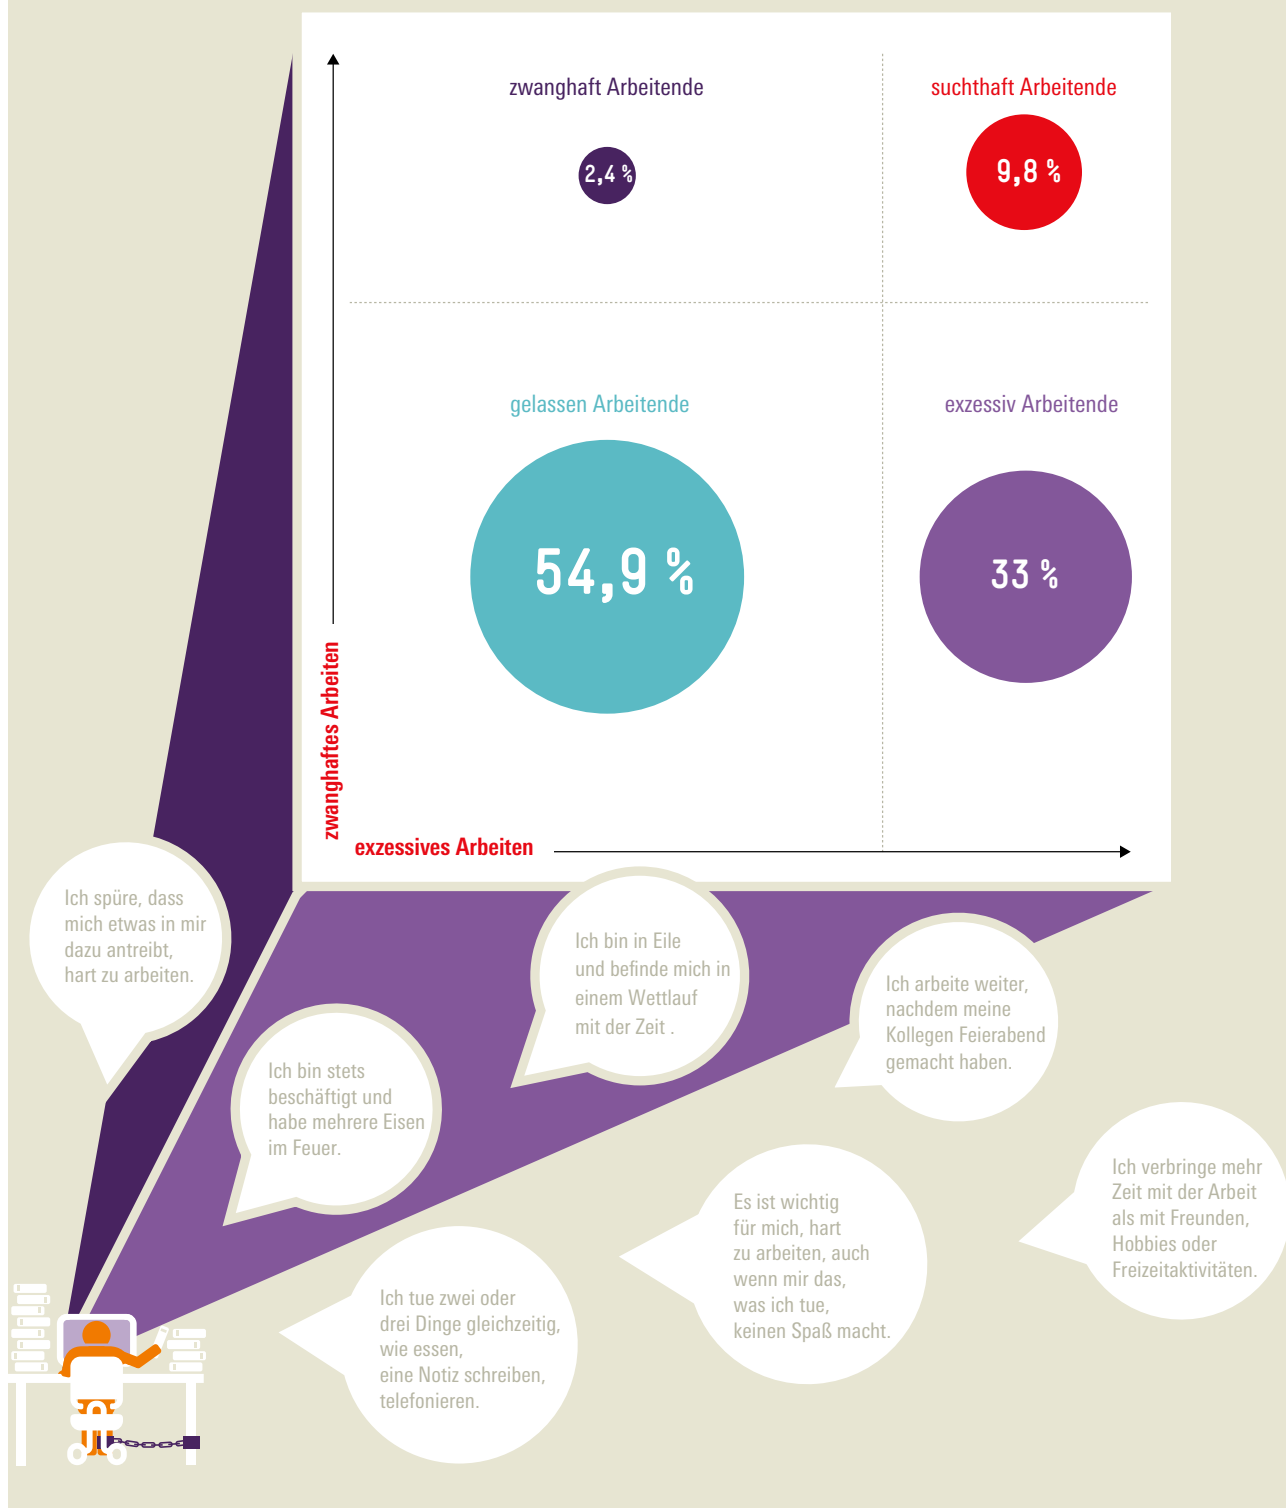 zwanghaft Arbeitende
2,4 %
suchthaft Arbeitende
9,8 %
gelassen Arbeitende
54,9 %
exzessiv Arbeitende
33 %
zwanghaftes Arbeiten
exzessives Arbeiten
Ich spüre, dass
mich etwas in mir
dazu antreibt,
hart zu arbeiten.
Ich bin stets
beschäftigt und
habe mehrere Eisen
im Feuer.
Ich bin in Eile
und befinde mich in
einem Wettlauf
mit der Zeit .
Ich arbeite weiter,
nachdem meine
Kollegen Feierabend
gemacht haben.
Ich tue zwei oder
drei Dinge gleichzeitig,
wie essen,
eine Notiz schreiben,
telefonieren.
Es ist wichtig
für mich, hart
zu arbeiten, auch
wenn mir das,
was ich tue,
keinen Spaß macht.
Ich verbringe mehr
Zeit mit der Arbeit
als mit Freunden,
Hobbies oder
Freizeitaktivitäten.